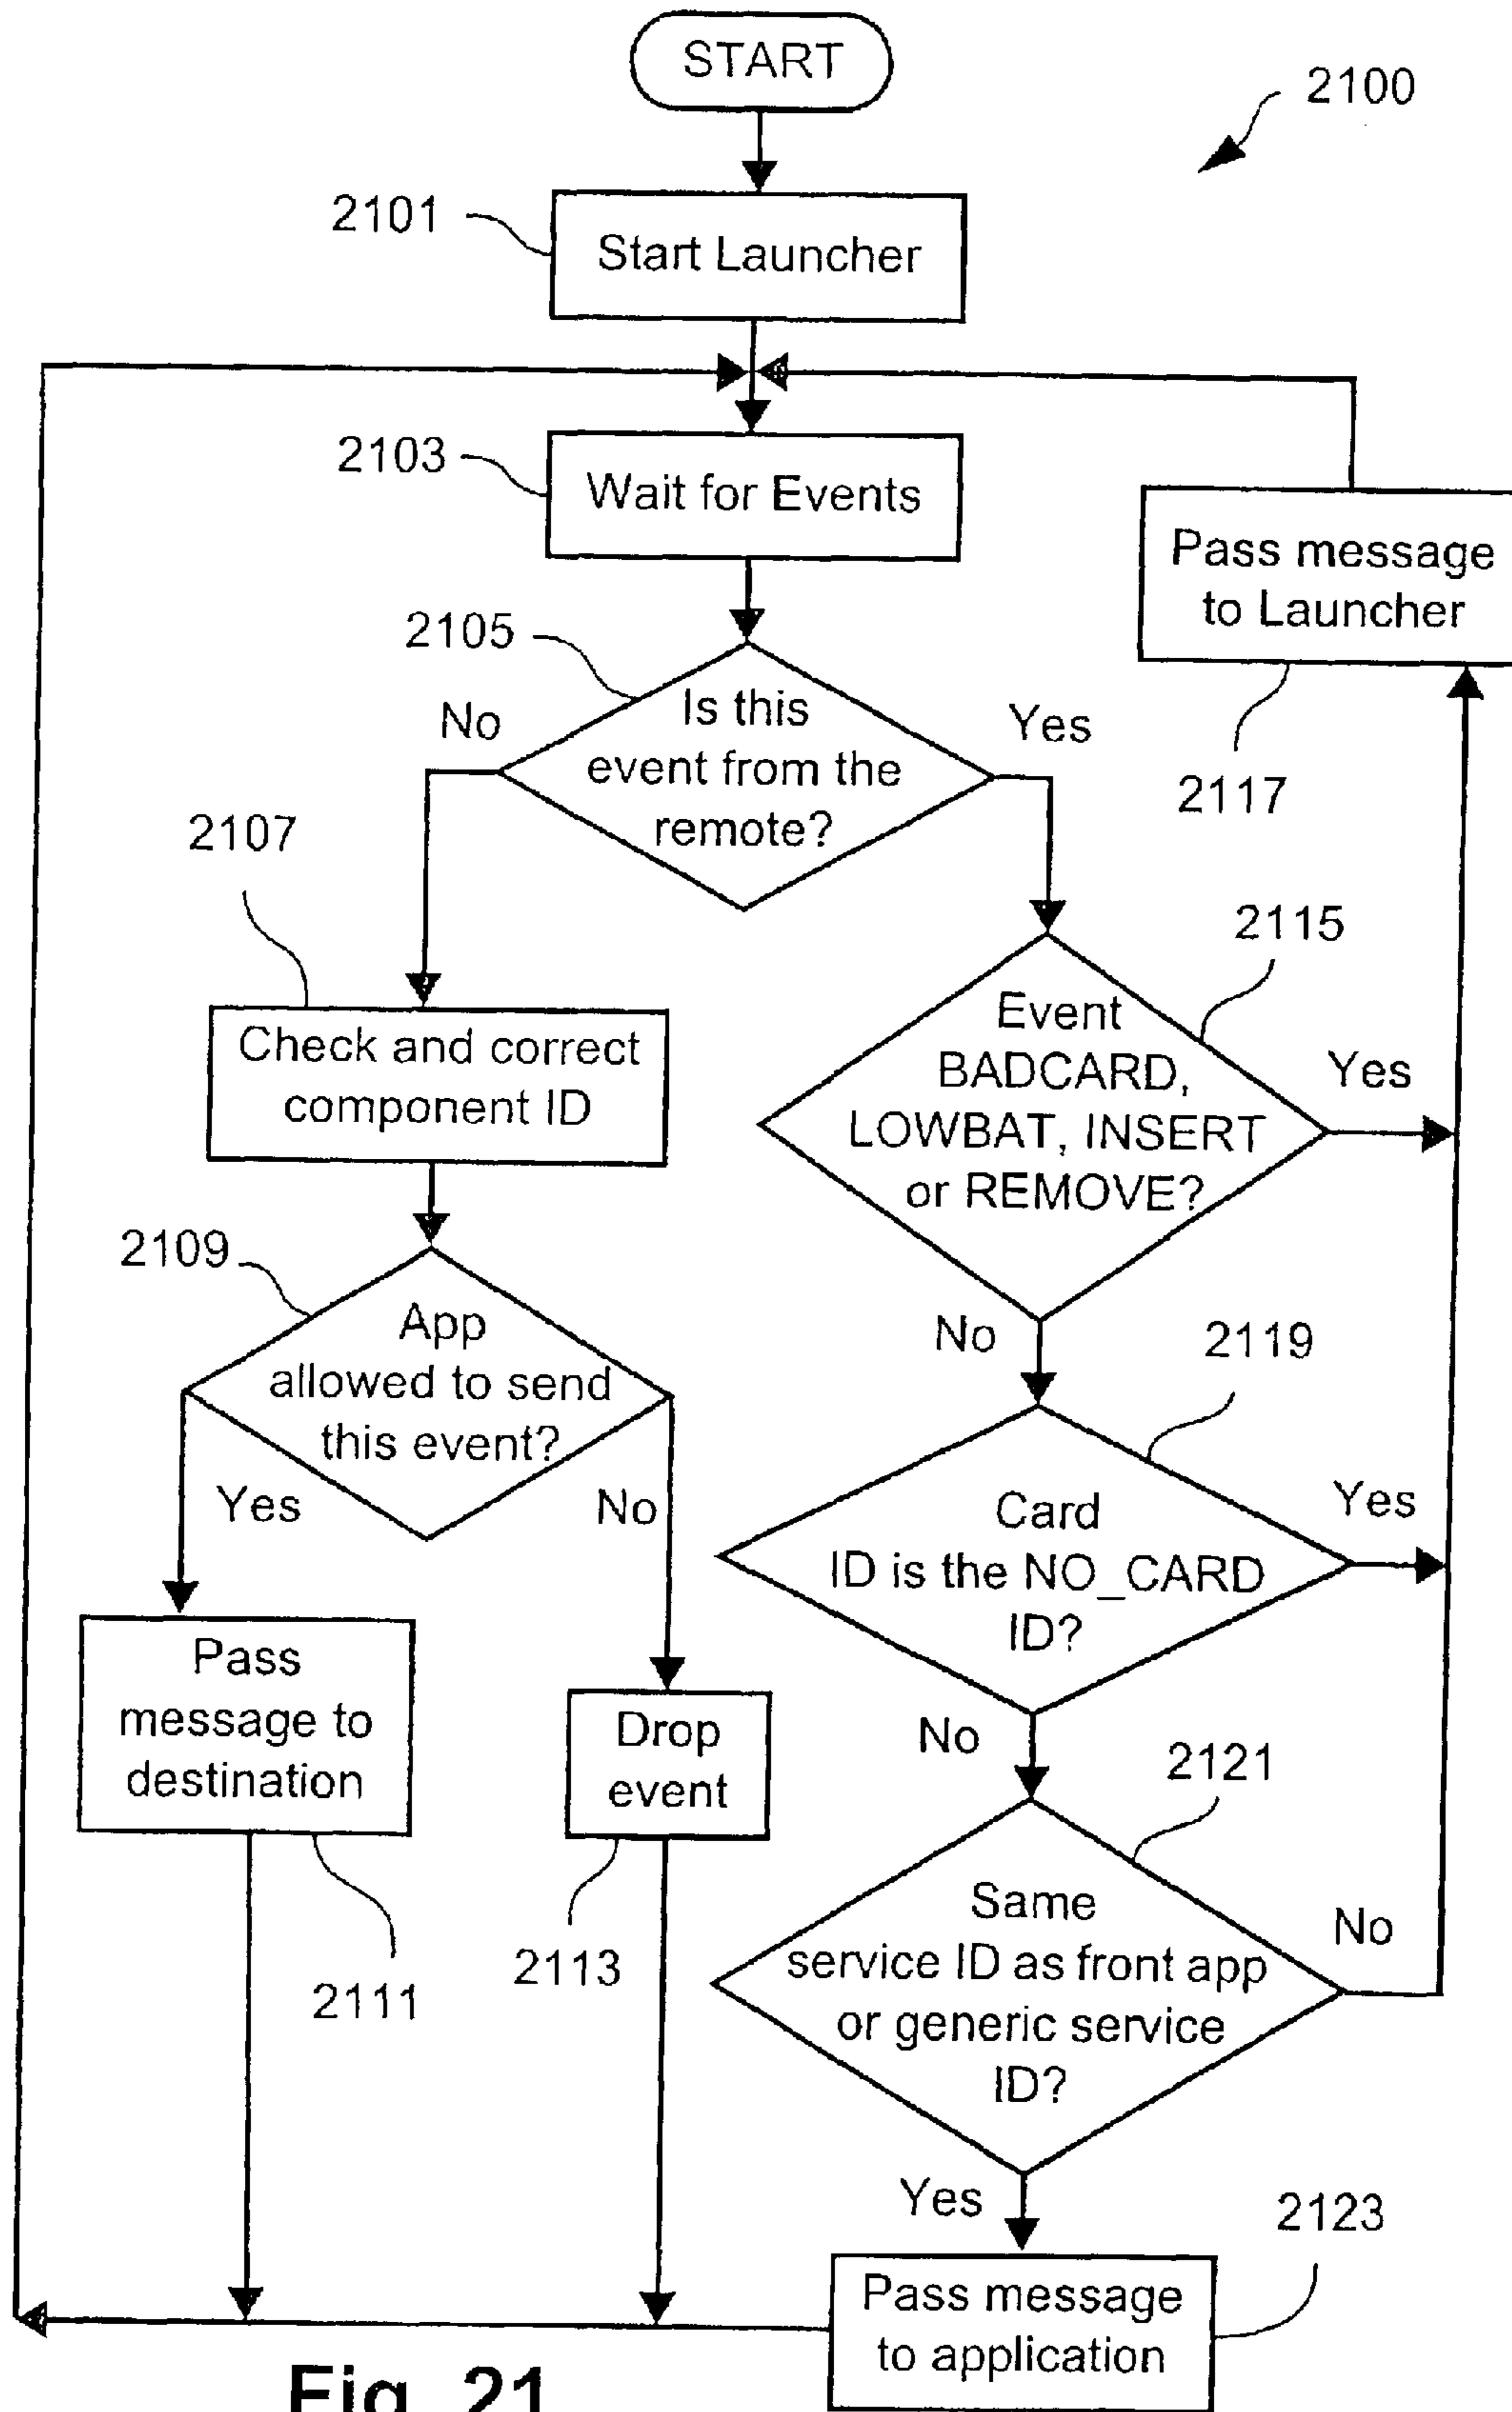 START
2100
2101
Start Launcher
2103
Wait for Events
Pass message
to Launcher
2117
2105
Is this
event from the
remote?
No
Yes
2107
Check and correct
component ID
2115
Event
BADCARD,
LOWBAT, INSERT
or REMOVE?
Yes
No
2109
App
allowed to send
this event?
Yes
No
2119
Card
ID is the NO_CARD
ID?
Yes
No
Pass
message to
destination
2111
Drop
event
2113
2121
Same
service ID as front app
or generic service
ID?
No
Yes
2123
Pass message
to application
Fig. 21